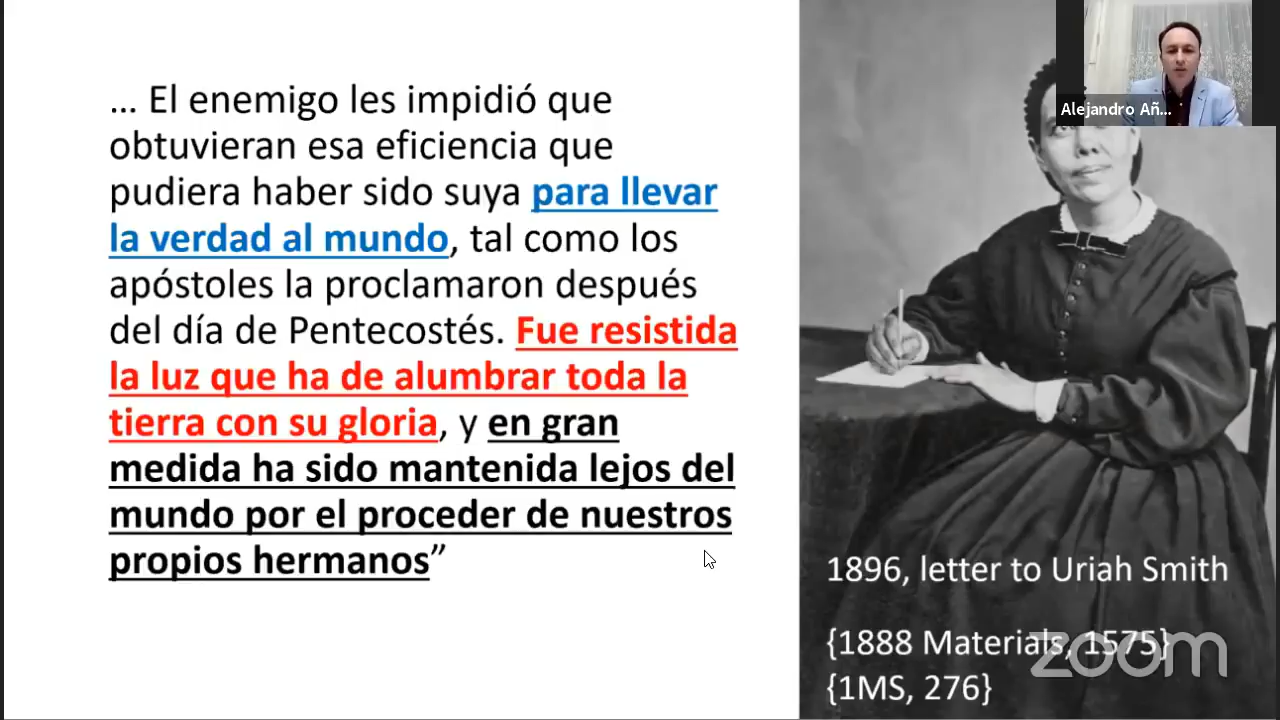 … El enemigo les impidió que
obtuvieran esa eficiencia que
pudiera haber sido suya para llevar
la verdad al mundo, tal como los
apóstoles la proclamaron después
del día de Pentecostés. Fue resistida
la luz que ha de alumbrar toda la
tierra con su gloria, y en gran
medida ha sido mantenida lejos del
mundo por el proceder de nuestros
propios hermanos”
Alejandro Añ...
1896, letter to Uriah Smith
{1888 Materials, 1575}
{1MS, 276}
zoom